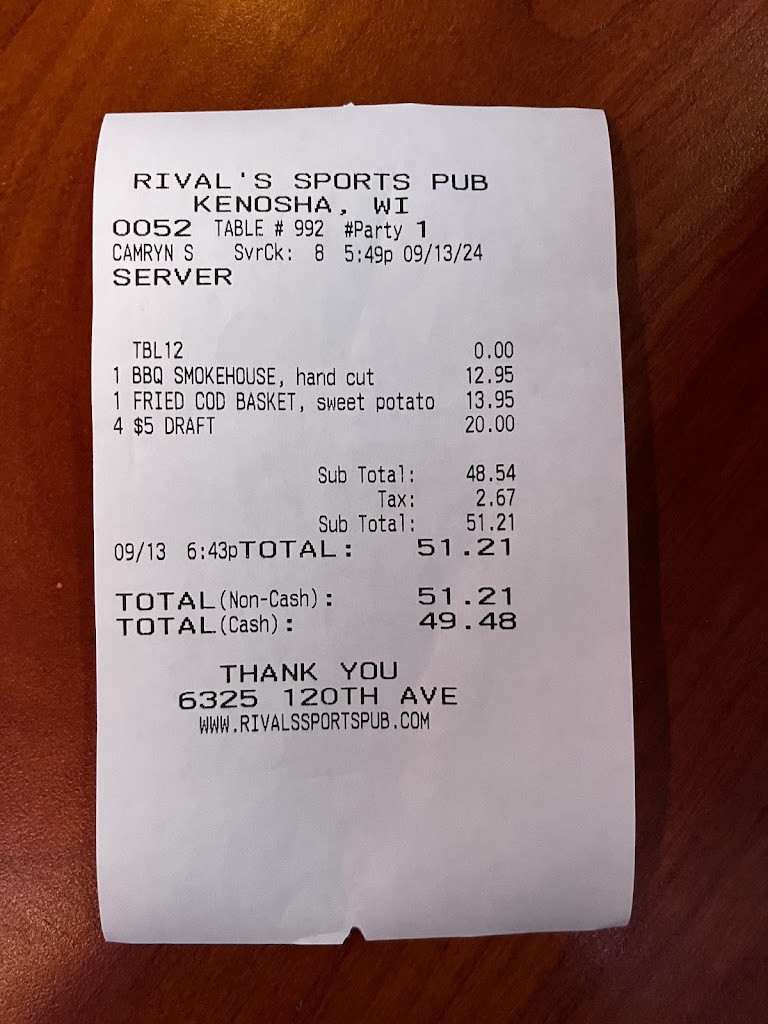 RIVAL'S SPORTS PUB
KENOSHA, WI
0052 TABLE # 992 #Party 1
CAMRYN S SvrCk: 8 5:49p 09/13/24
SERVER
TBL12 0.00
1 BBQ SMOKEHOUSE, hand cut 12.95
1 FRIED COD BASKET, sweet potato 13.95
4 $5 DRAFT 20.00
Sub Total: 48.54
Tax: 2.67
Sub Total: 51.21
09/13 6:43pTOTAL: 51.21
TOTAL(Non-Cash): 51.21
TOTAL(Cash): 49.48
THANK YOU
6325 120TH AVE
WWW.RIVALSSPORTSPUB.COM